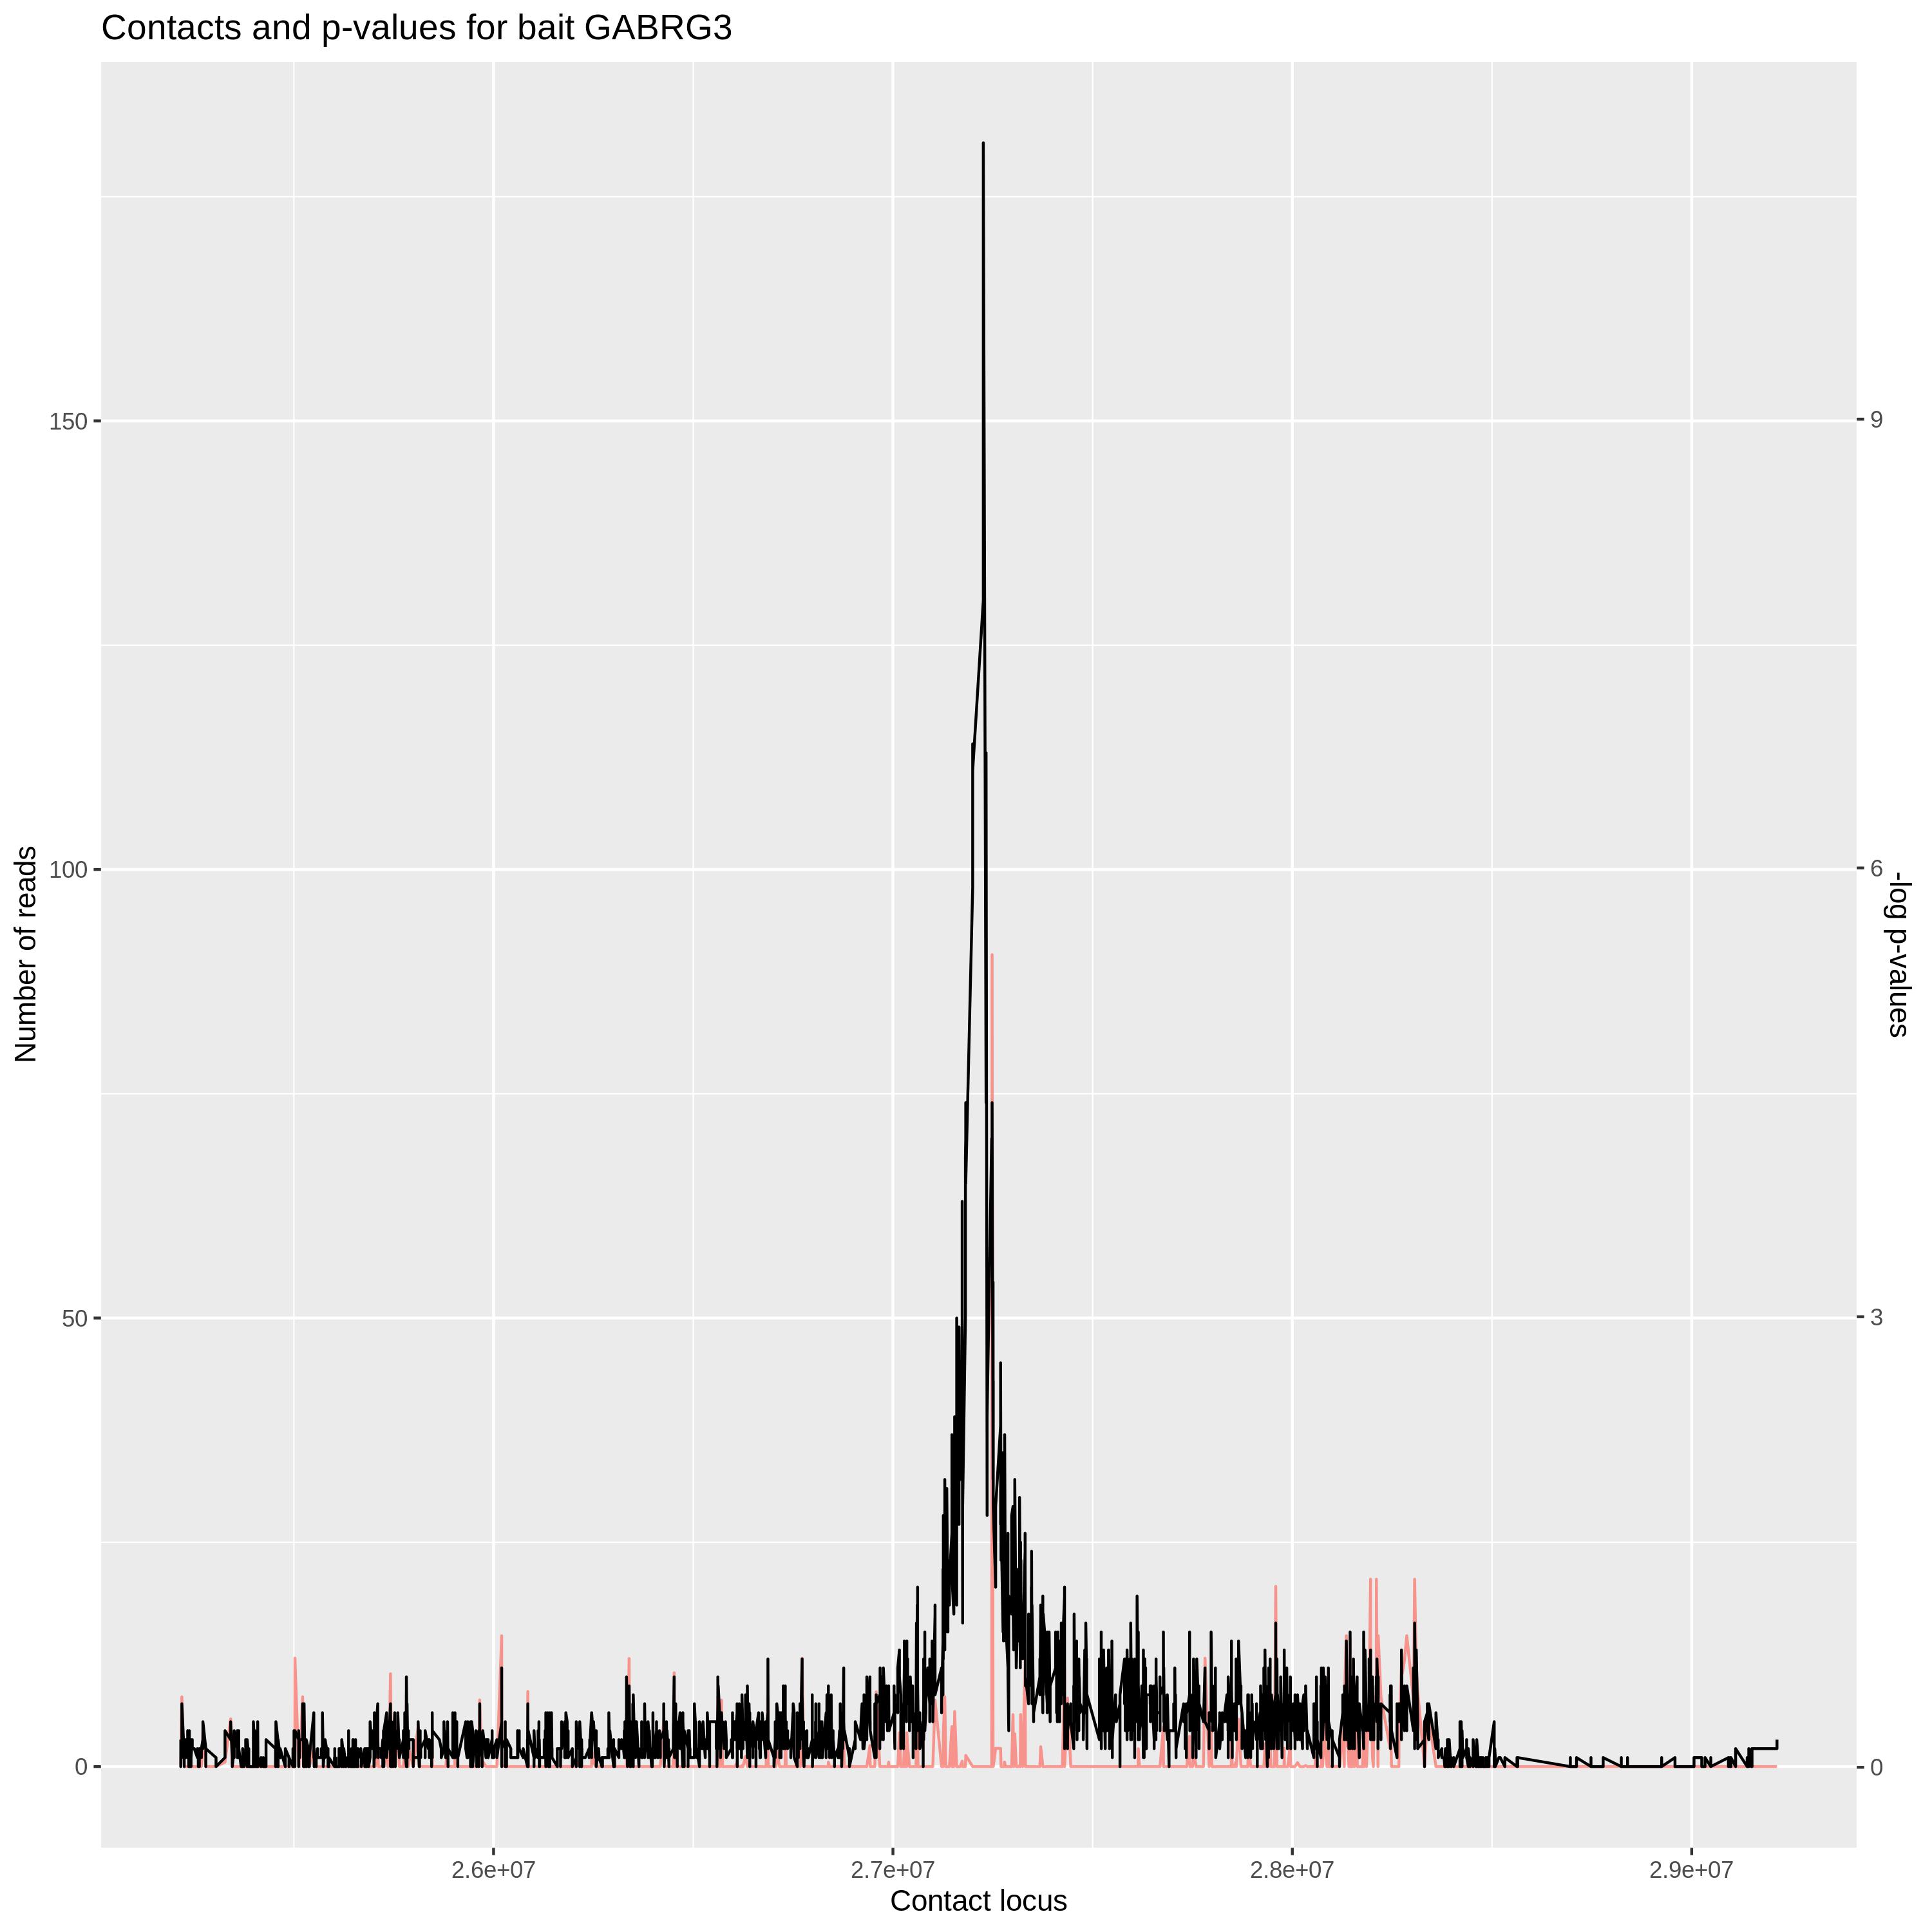 Contacts and p-values for bait GABRG3
150
100
50
0
9
6
3
0
Number of reads
-log p-values
2.6e+07 2.7e+07 2.8e+07 2.9e+07
Contact locus